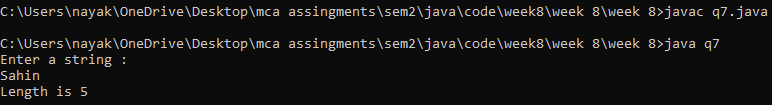 C:\Users\nayak\OneDrive\Desktop\mca assingments\sem2\java\code\week8\week 8\week 8>javac q7.java
C:\Users\nayak\OneDrive\Desktop\mca assingments\sem2\java\code\week8\week 8\week 8>java q7
Enter a string :
Sahin
Length is 5